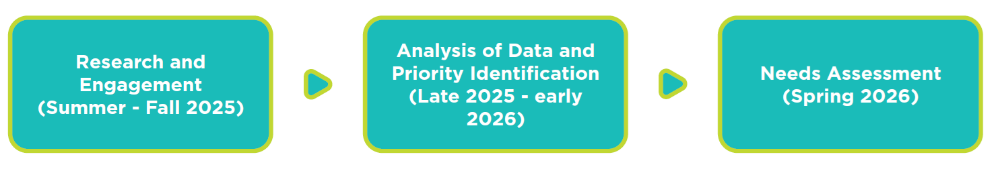 Research and
Engagement
(Summer - Fall 2025)
Analysis of Data and
Priority Identification
(Late 2025 - early
2026)
Needs Assessment
(Spring 2026)